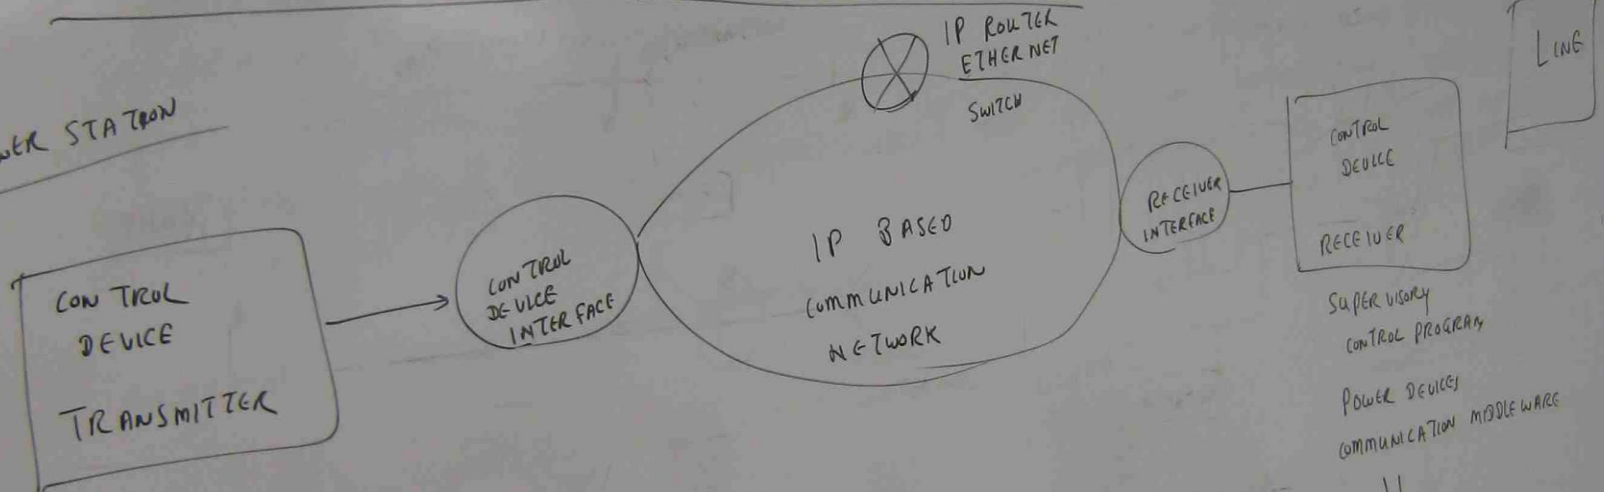 STATION
CONTROL
DEVICE
TRANSMITTER
CONTROL
DEVICE
INTERFACE
IP ROUTER
ETHERNET
SWITCH
IP BASED
COMMUNICATION
NETWORK
RECEIVER
INTERFACE
CONTROL
DEVICE
RECEIVER
SUPERVISORY
CONTROL PROGRAM
POWER DEVICES
COMMUNICATION MIDDLEWARE
LINE